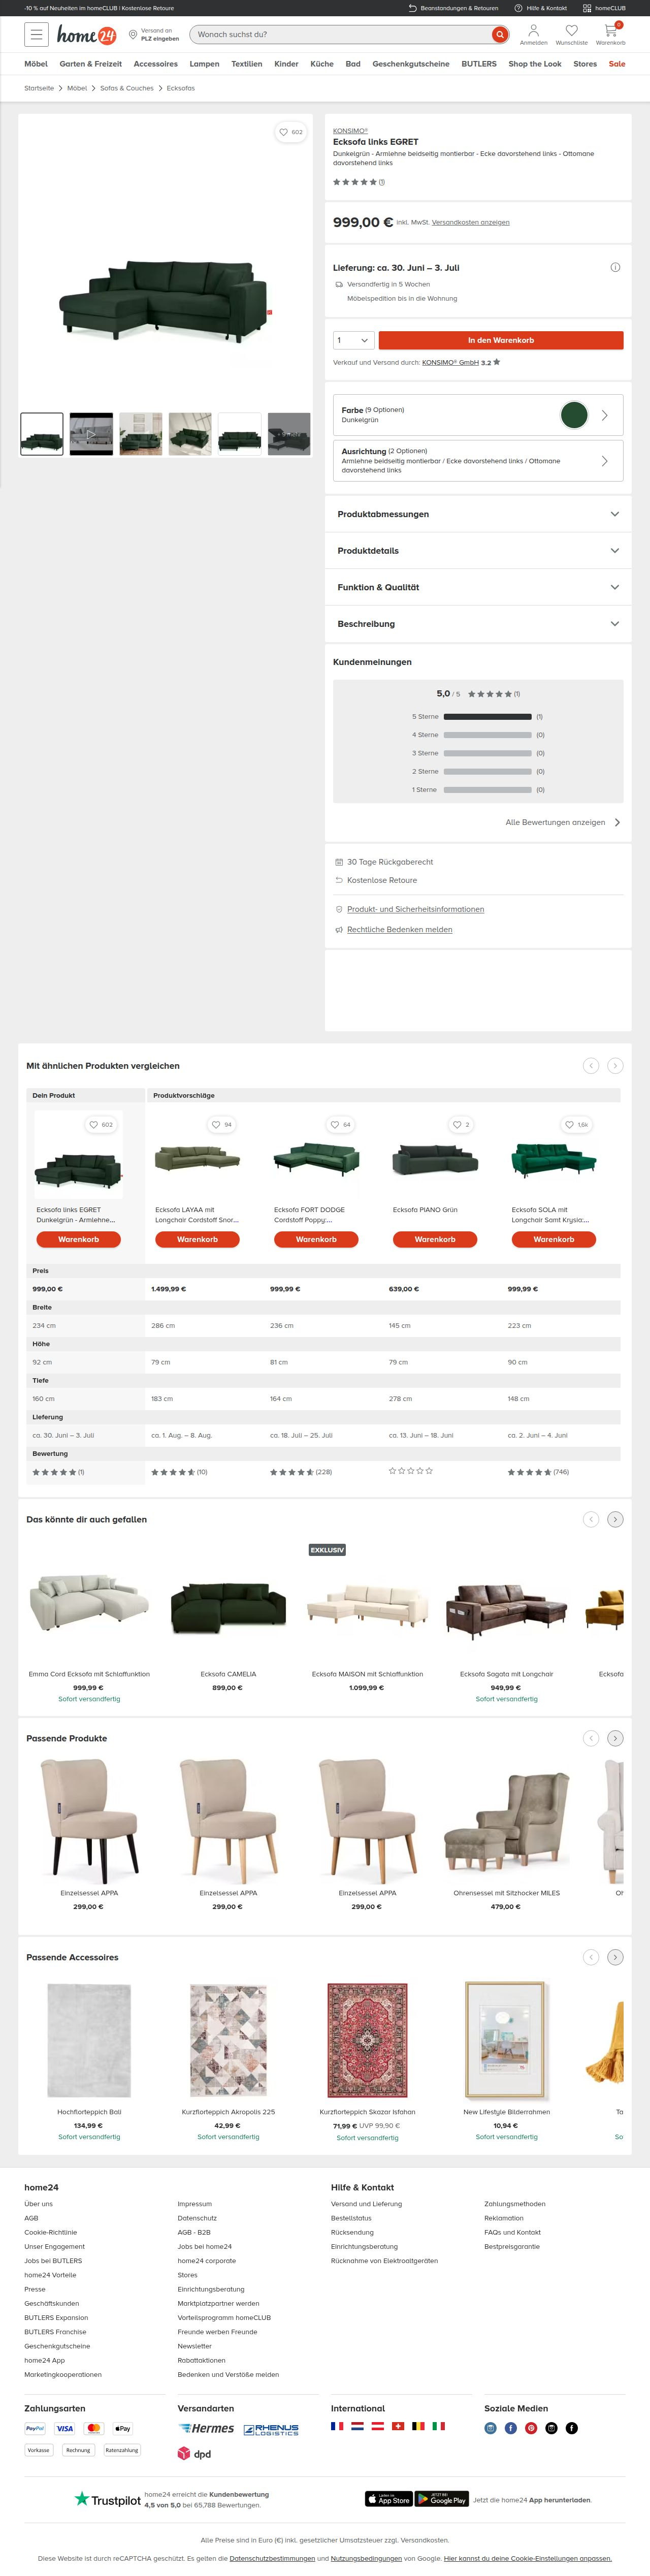 -10 % auf Neuheiten im homeCLUB I Kostenlose Retoure
Beanstandungen & Retouren
Hilfe & Kontakt
homeCLUB
home24
Versand an
PLZ eingeben
Wonach suchst du?
Anmelden
Wunschliste
0
Warenkorb
Möbel Garten & Freizeit Accessoires Lampen Textilien Kinder Küche Bad Geschenkgutscheine BUTLERS Shop the Look Stores Sale
Startseite Möbel Sofas & Couches Ecksofas
602
KONSIMO®
Ecksofa links EGRET
Dunkelgrün - Armlehne beidseitig montierbar - Ecke davorstehend links - Ottomane
davorstehend links
(1)
999,00 € inkl. MwSt. Versandkosten anzeigen
Lieferung: ca. 30. Juni – 3. Juli
Versandfertig in 5 Wochen
Möbelspedition bis in die Wohnung
1
In den Warenkorb
Verkauf und Versand durch: KONSIMO® GmbH 3.2
Farbe (9 Optionen)
Dunkelgrün
Ausrichtung (2 Optionen)
Armlehne beidseitig montierbar / Ecke davorstehend links / Ottomane
davorstehend links
Produktabmessungen
Produktdetails
Funktion & Qualität
Beschreibung
Kundenmeinungen
5,0 / 5 (1)
5 Sterne (1)
4 Sterne (0)
3 Sterne (0)
2 Sterne (0)
1 Sterne (0)
Alle Bewertungen anzeigen
30 Tage Rückgaberecht
Kostenlose Retoure
Produkt- und Sicherheitsinformationen
Rechtliche Bedenken melden
Mit ähnlichen Produkten vergleichen
Dein Produkt Produktvorschläge
602 94 64 2 1,6k
Ecksofa links EGRET Ecksofa LAYAA mit Ecksofa FORT DODGE Ecksofa PIANO Grün Ecksofa SOLA mit
Dunkelgrün - Armlehne... Longchair Cordstoff Snor... Cordstoff Poppy:... Longchair Samt Krysia:...
Warenkorb Warenkorb Warenkorb Warenkorb Warenkorb
Preis
999,00 € 1.499,99 € 999,99 € 639,00 € 999,99 €
Breite
234 cm 286 cm 236 cm 145 cm 223 cm
Höhe
92 cm 79 cm 81 cm 79 cm 90 cm
Tiefe
160 cm 183 cm 164 cm 278 cm 148 cm
Lieferung
ca. 30. Juni – 3. Juli ca. 1. Aug. – 8. Aug. ca. 18. Juli – 25. Juli ca. 13. Juni – 18. Juni ca. 2. Juni – 4. Juni
Bewertung
(1) (10) (228) (746)
Das könnte dir auch gefallen
EXKLUSIV
Emma Cord Ecksofa mit Schlaffunktion Ecksofa CAMELIA Ecksofa MAISON mit Schlaffunktion Ecksofa Sagata mit Longchair Ecksofa
999,99 € 899,00 € 1.099,99 € 949,99 €
Sofort versandfertig Sofort versandfertig
Passende Produkte
Einzelsessel APPA Einzelsessel APPA Einzelsessel APPA Ohrensessel mit Sitzhocker MILES Oh
299,00 € 299,00 € 299,00 € 479,00 €
Passende Accessoires
Hochflorteppich Bali Kurzflorteppich Akropolis 225 Kurzflorteppich Skazar Isfahan New Lifestyle Bilderrahmen Ta
134,99 € 42,99 € 71,99 € UVP 99,90 € 10,94 €
Sofort versandfertig Sofort versandfertig Sofort versandfertig Sofort versandfertig So
home24
Über uns
AGB
Cookie-Richtlinie
Unser Engagement
Jobs bei BUTLERS
home24 Vorteile
Presse
Geschäftskunden
BUTLERS Expansion
BUTLERS Franchise
Geschenkgutscheine
home24 App
Marketingkooperationen
Impressum
Datenschutz
AGB - B2B
Jobs bei home24
home24 corporate
Stores
Einrichtungsberatung
Marktplatzpartner werden
Vorteilsprogramm homeCLUB
Freunde werben Freunde
Newsletter
Rabattaktionen
Bedenken und Verstöße melden
Hilfe & Kontakt
Versand und Lieferung
Bestellstatus
Rücksendung
Einrichtungsberatung
Rücknahme von Elektroaltgeräten
Zahlungsmethoden
Reklamation
FAQs und Kontakt
Bestpreisgarantie
Zahlungsarten
PayPal VISA mastercard Pay
Vorkasse Rechnung Ratenzahlung
Versandarten
Hermes RHENUS LOGISTICS
dpd
International
Soziale Medien
Trustpilot
home24 erreicht die Kundenbewertung
4,5 von 5,0 bei 65,788 Bewertungen.
Laden im App Store
JETZT BEI Google Play
Jetzt die home24 App herunterladen.
Alle Preise sind in Euro (€) inkl. gesetzlicher Umsatzsteuer zzgl. Versandkosten.
Diese Website ist durch reCAPTCHA geschützt. Es gelten die Datenschutzbestimmungen und Nutzungsbedingungen von Google. Hier kannst du deine Cookie-Einstellungen anpassen.